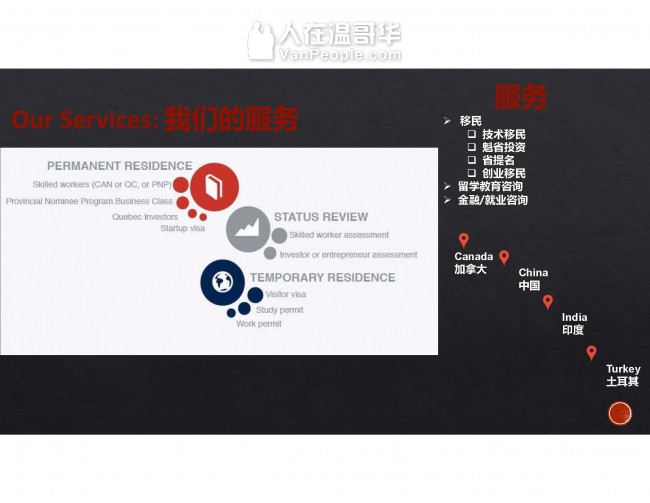 人在温哥华
VanPeople.com
Our Services: 我们的服务
PERMANENT RESIDENCE
Skilled workers (CAN or QC, or PNP)
Provincial Nominee Program Business Class
Quebec Investors
Startup visa
STATUS REVIEW
Skilled worker assessment
Investor or entrepreneur assessment
TEMPORARY RESIDENCE
Visitor visa
Study permit
Work permit
服务
移民
技术移民
魁省投资
省提名
创业移民
留学教育咨询
金融/就业咨询
Canada
加拿大
China
中国
India
印度
Turkey
土耳其